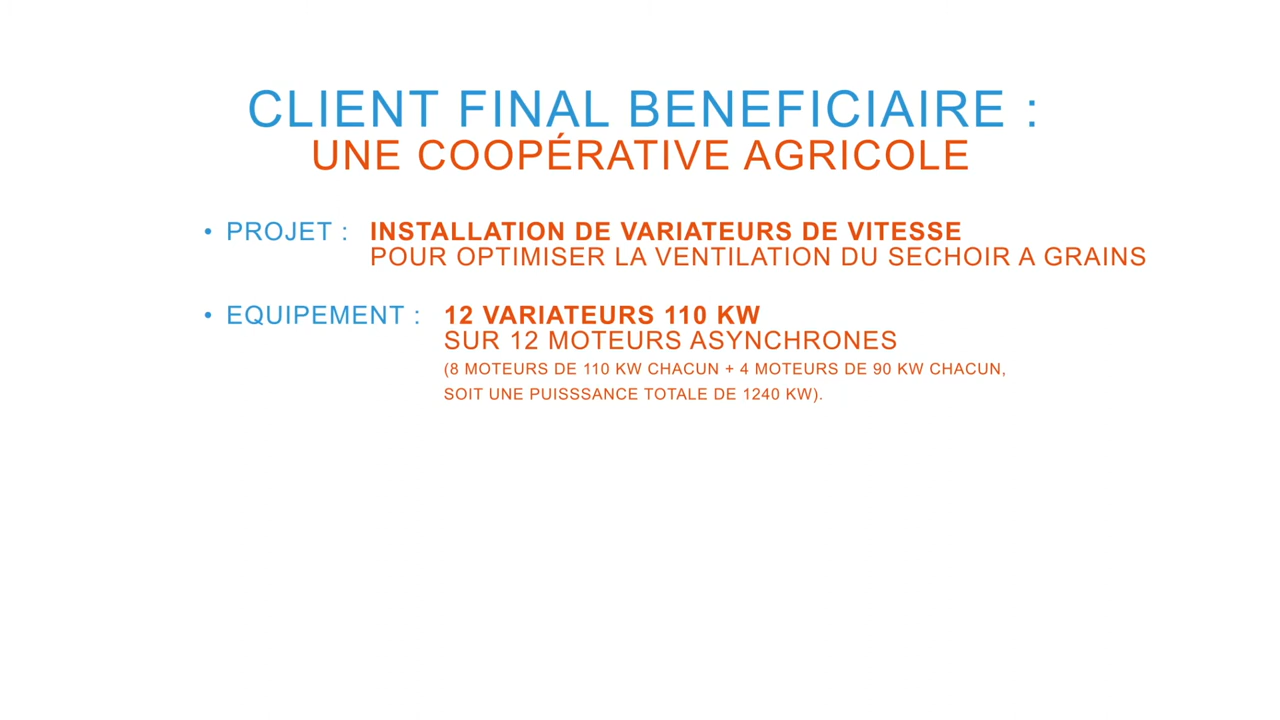 CLIENT FINAL BENEFICIAIRE :
UNE COOPÉRATIVE AGRICOLE
• PROJET : INSTALLATION DE VARIATEURS DE VITESSE
POUR OPTIMISER LA VENTILATION DU SECHOIR A GRAINS
• EQUIPEMENT : 12 VARIATEURS 110 KW
SUR 12 MOTEURS ASYNCHRONES
(8 MOTEURS DE 110 KW CHACUN + 4 MOTEURS DE 90 KW CHACUN,
SOIT UNE PUISSSANCE TOTALE DE 1240 KW).